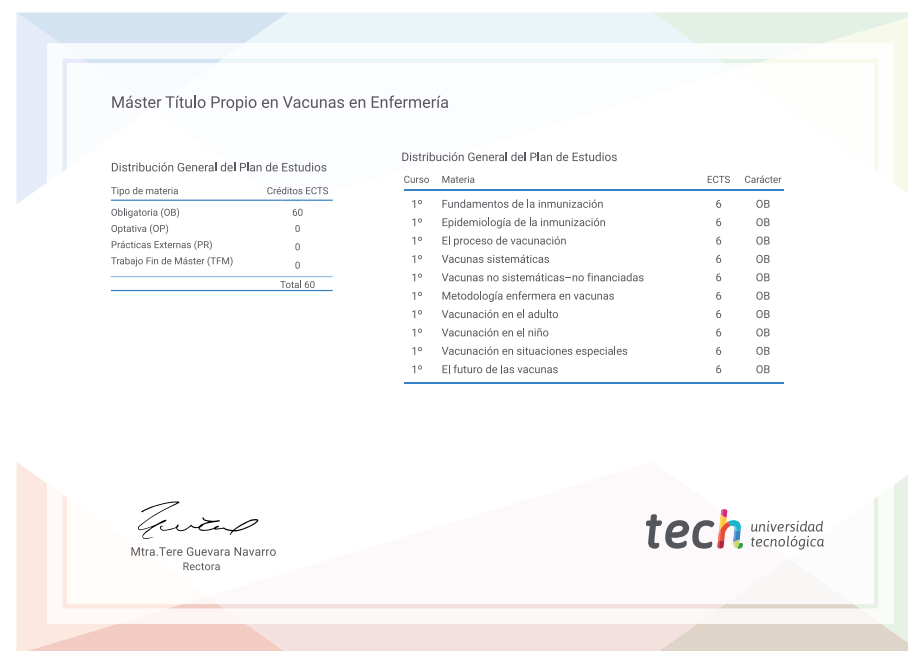 Máster Título Propio en Vacunas en Enfermería
Distribución General del Plan de Estudios
Tipo de materia Créditos ECTS
Obligatoria (OB) 60
Optativa (OP) 0
Prácticas Externas (PR) 0
Trabajo Fin de Máster (TFM) 0
Total 60
Distribución General del Plan de Estudios
Curso Materia ECTS Carácter
1º Fundamentos de la inmunización 6 OB
1º Epidemiología de la inmunización 6 OB
1º El proceso de vacunación 6 OB
1º Vacunas sistemáticas 6 OB
1º Vacunas no sistemáticas–no financiadas 6 OB
1º Metodología enfermera en vacunas 6 OB
1º Vacunación en el adulto 6 OB
1º Vacunación en el niño 6 OB
1º Vacunación en situaciones especiales 6 OB
1º El futuro de las vacunas 6 OB
Mtra.Tere Guevara Navarro
Rectora
tech universidad
tecnológica